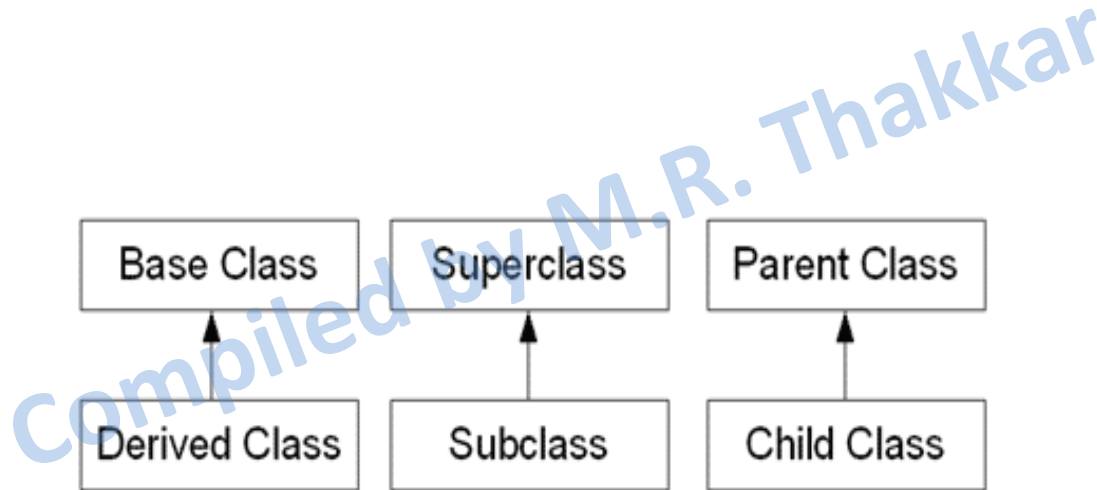 Compiled by M.R. Thakkar
Base Class Superclass Parent Class
Derived Class Subclass Child Class